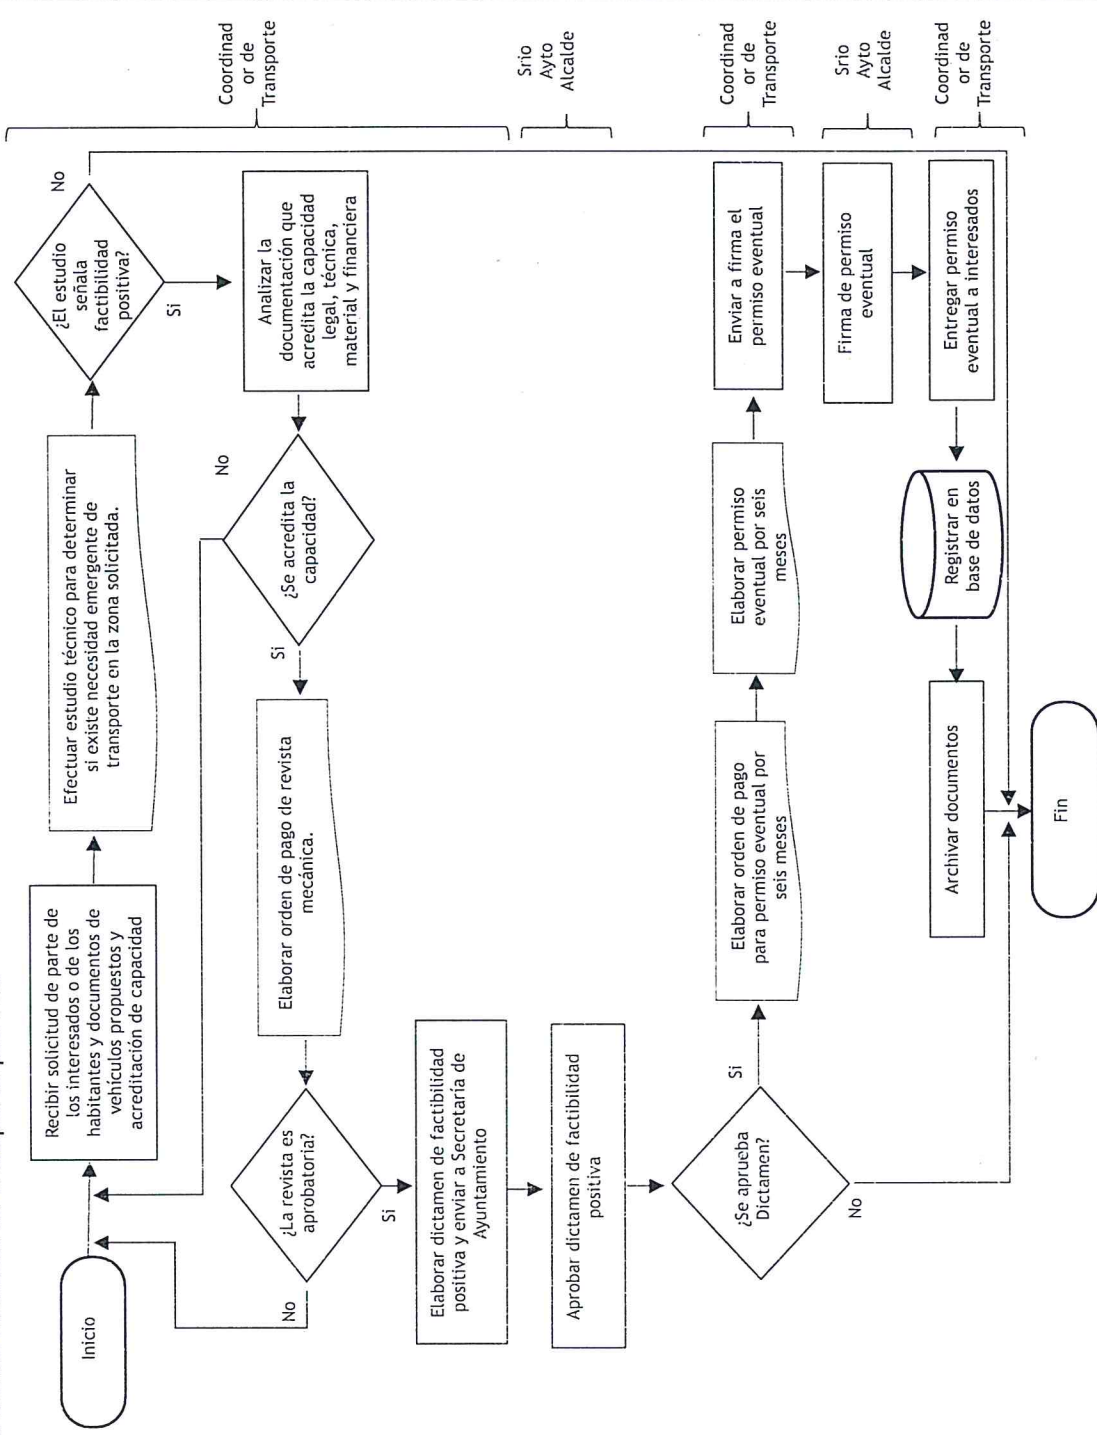 Inicio
Recibir solicitud de parte de
los interesados o de los
habitantes y documentos de
vehículos propuestos y
acreditación de capacidad
Efectuar estudio técnico para determinar
si existe necesidad emergente de
transporte en la zona solicitada.
¿El estudio
señala
factibilidad
positiva?
No
Si
Analizar la
documentación que
acredita la capacidad
legal, técnica,
material y financiera
¿Se acredita la
capacidad?
No
Si
Elaborar orden de pago de revista
mecánica.
¿La revista es
aprobatoria?
No
Si
Elaborar dictamen de factibilidad
positiva y enviar a Secretaría de
Ayuntamiento
Coordinad
or de
Transporte
Aprobar dictamen de factibilidad
positiva
Srio
Ayto
Alcalde
¿Se aprueba
Dictamen?
No
Si
Elaborar orden de pago
para permiso eventual por
seis meses
Elaborar permiso
eventual por seis
meses
Enviar a firma el
permiso eventual
Coordinad
or de
Transporte
Firma de permiso
eventual
Srio
Ayto
Alcalde
Entregar permiso
eventual a interesados
Coordinad
or de
Transporte
Registrar en
base de datos
Archivar documentos
Fin